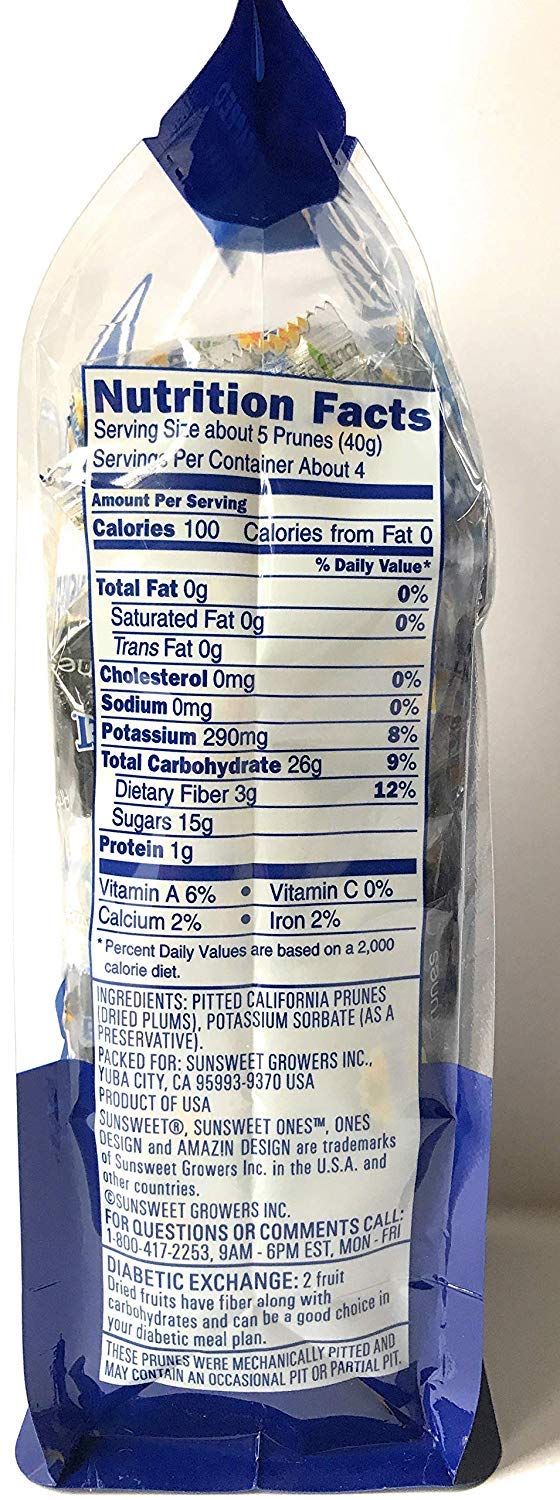 Nutrition Facts
Serving Size about 5 Prunes (40g)
Servings Per Container About 4
Amount Per Serving
Calories 100 Calories from Fat 0
% Daily Value*
Total Fat 0g 0%
Saturated Fat 0g 0%
Trans Fat 0g
Cholesterol 0mg 0%
Sodium 0mg 0%
Potassium 290mg 8%
Total Carbohydrate 26g 9%
Dietary Fiber 3g 12%
Sugars 15g
Protein 1g
Vitamin A 6% • Vitamin C 0%
Calcium 2% • Iron 2%
*Percent Daily Values are based on a 2,000
calorie diet.
INGREDIENTS: PITTED CALIFORNIA PRUNES
(DRIED PLUMS), POTASSIUM SORBATE (AS A
PRESERVATIVE).
PACKED FOR: SUNSWEET GROWERS INC.,
YUBA CITY, CA 95993-9370 USA
PRODUCT OF USA
SUNSWEET®, SUNSWEET ONES™, ONES
DESIGN and AMAZ!N DESIGN are trademarks
of Sunsweet Growers Inc. in the U.S.A. and
other countries.
©SUNSWEET GROWERS INC.
FOR QUESTIONS OR COMMENTS CALL:
1-800-417-2253, 9AM - 6PM EST, MON - FRI
DIABETIC EXCHANGE: 2 fruit
Dried fruits have fiber along with
carbohydrates and can be a good choice in
your diabetic meal plan.
THESE PRUNES WERE MECHANICALLY PITTED AND
MAY CONTAIN AN OCCASIONAL PIT OR PARTIAL PIT.